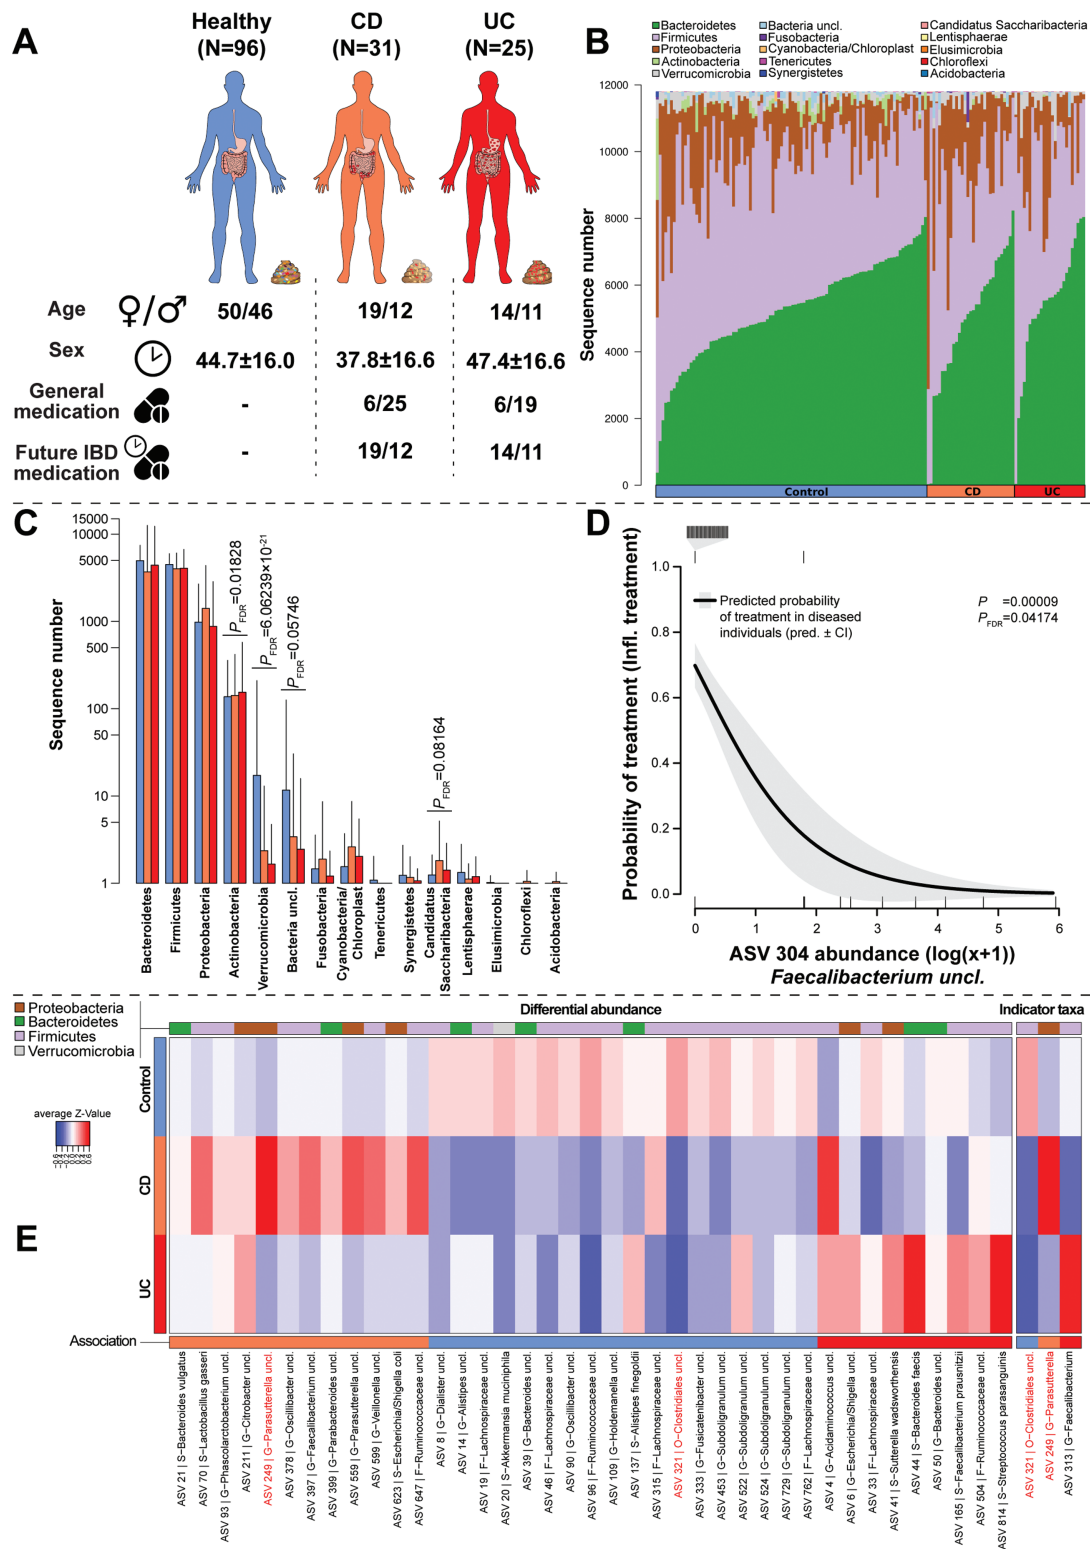 A
Healthy
(N=96)
CD
(N=31)
UC
(N=25)
Age ♀/♂ 50/46 19/12 14/11
Sex 44.7±16.0 37.8±16.6 47.4±16.6
General
medication - 6/25 6/19
Future IBD
medication - 19/12 14/11
B
Bacteroidetes
Firmicutes
Proteobacteria
Actinobacteria
Verrucomicrobia
Bacteria uncl.
Fusobacteria
Cyanobacteria/Chloroplast
Tenericutes
Synergistetes
Candidatus Saccharibacteria
Lentisphaerae
Elusimicrobia
Chloroflexi
Acidobacteria
Sequence number
12000
10000
8000
6000
4000
2000
0
Control CD UC
C
Sequence number
15000
10000
5000
1000
500
100
50
10
5
1
PFDR=0.01828
PFDR=6.06239×10-21
PFDR=0.05746
PFDR=0.08164
Bacteroidetes
Firmicutes
Proteobacteria
Actinobacteria
Verrucomicrobia
Bacteria uncl.
Fusobacteria
Cyanobacteria/
Chloroplast
Tenericutes
Synergistetes
Candidatus
Saccharibacteria
Lentisphaerae
Elusimicrobia
Chloroflexi
Acidobacteria
D
Probability of treatment (Infl. treatment)
1.0
0.8
0.6
0.4
0.2
0.0
Predicted probability
of treatment in diseased
individuals (pred. ± CI)
P =0.00009
PFDR=0.04174
0 1 2 3 4 5 6
ASV 304 abundance (log(x+1))
Faecalibacterium uncl.
E
Proteobacteria
Bacteroidetes
Firmicutes
Verrucomicrobia
Differential abundance
Indicator taxa
average Z-Value
Control
CD
UC
Association
ASV 21 | S-Bacteroides vulgatus
ASV 70 | S-Lactobacillus gasseri
ASV 93 | G-Phascolarctobacterium uncl.
ASV 211 | G-Citrobacter uncl.
ASV 249 | G-Parasutterella uncl.
ASV 378 | G-Oscillibacter uncl.
ASV 397 | G-Faecalibacterium uncl.
ASV 399 | G-Parabacteroides uncl.
ASV 559 | G-Parasutterella uncl.
ASV 599 | G-Veillonella uncl.
ASV 623 | S-Escherichia/Shigella coli
ASV 647 | F-Ruminococcaceae uncl.
ASV 8 | G-Dialister uncl.
ASV 14 | G-Alistipes uncl.
ASV 19 | F-Lachnospiraceae uncl.
ASV 20 | S-Akkermansia muciniphila
ASV 39 | G-Bacteroides uncl.
ASV 46 | F-Lachnospiraceae uncl.
ASV 90 | G-Oscillibacter uncl.
ASV 96 | F-Ruminococcaceae uncl.
ASV 109 | G-Holdemanella uncl.
ASV 137 | S-Alistipes finegoldii
ASV 315 | F-Lachnospiraceae uncl.
ASV 321 | O-Clostridiales uncl.
ASV 333 | G-Fusicatenibacter uncl.
ASV 453 | G-Subdoligranulum uncl.
ASV 522 | G-Subdoligranulum uncl.
ASV 524 | G-Subdoligranulum uncl.
ASV 729 | G-Subdoligranulum uncl.
ASV 762 | F-Lachnospiraceae uncl.
ASV 4 | G-Acidaminococcus uncl.
ASV 6 | G-Escherichia/Shigella uncl.
ASV 33 | F-Lachnospiraceae uncl.
ASV 41 | S-Sutterella wadsworthensis
ASV 44 | S-Bacteroides faecis
ASV 50 | G-Bacteroides uncl.
ASV 165 | S-Faecalibacterium prausnitzii
ASV 504 | F-Ruminococcaceae uncl.
ASV 814 | S-Streptococcus parasanguinis
ASV 321 | O-Clostridiales uncl.
ASV 249 | G-Parasutterella
ASV 313 | G-Faecalibacterium